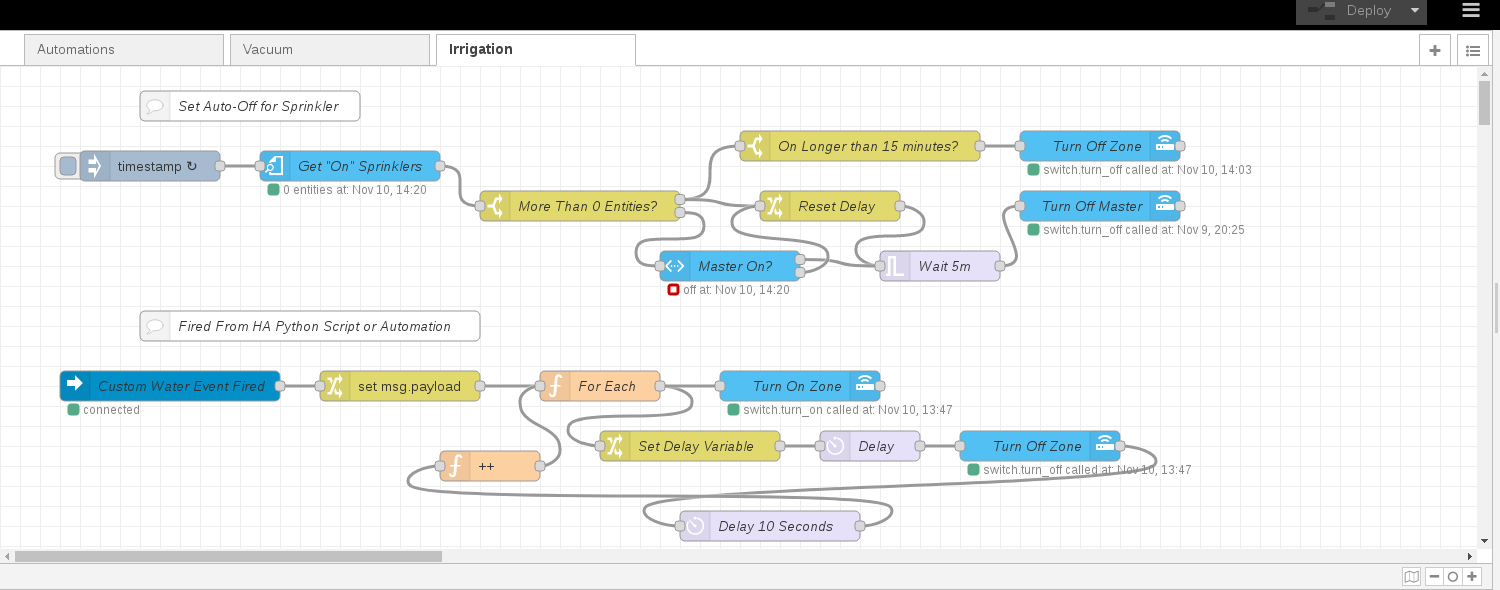 Deploy
Automations
Vacuum
Irrigation
Set Auto-Off for Sprinkler
timestamp ↻
Get "On" Sprinklers
0 entities at: Nov 10, 14:20
More Than 0 Entities?
On Longer than 15 minutes?
Turn Off Zone
switch.turn_off called at: Nov 10, 14:03
Reset Delay
Turn Off Master
switch.turn_off called at: Nov 9, 20:25
Master On?
off at: Nov 10, 14:20
Wait 5m
Fired From HA Python Script or Automation
Custom Water Event Fired
connected
set msg.payload
For Each
Turn On Zone
switch.turn_on called at: Nov 10, 13:47
Set Delay Variable
Delay
Turn Off Zone
switch.turn_off called at: Nov 10, 13:47
++
Delay 10 Seconds